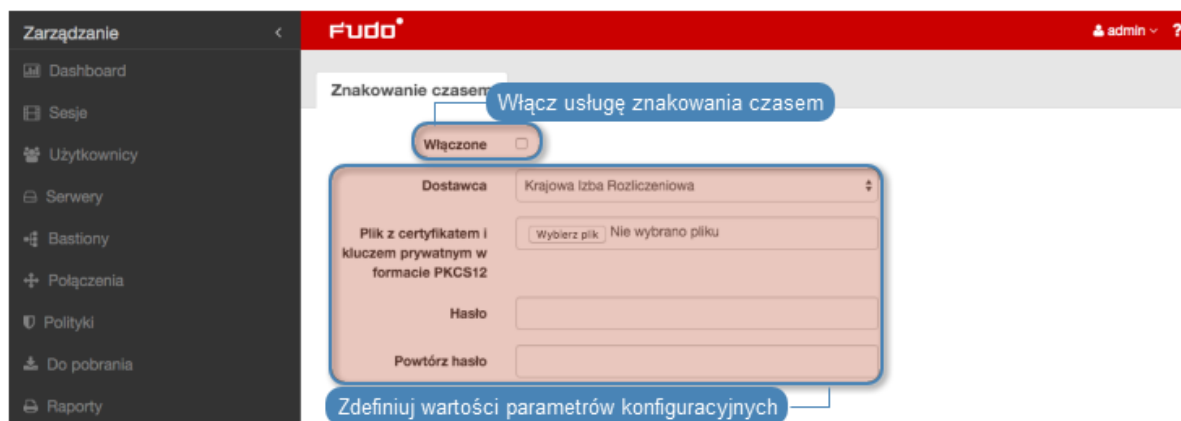 Zarządzanie
Dashboard
Sesje
Użytkownicy
Serwery
Bastiony
Połączenia
Polityki
Do pobrania
Raporty
FUDO
admin ?
Znakowanie czasem
Włącz usługę znakowania czasem
Włączone
Dostawca Krajowa Izba Rozliczeniowa
Plik z certyfikatem i
kluczem prywatnym w
formacie PKCS12
Wybierz plik Nie wybrano pliku
Hasło
Powtórz hasło
Zdefiniuj wartości parametrów konfiguracyjnych